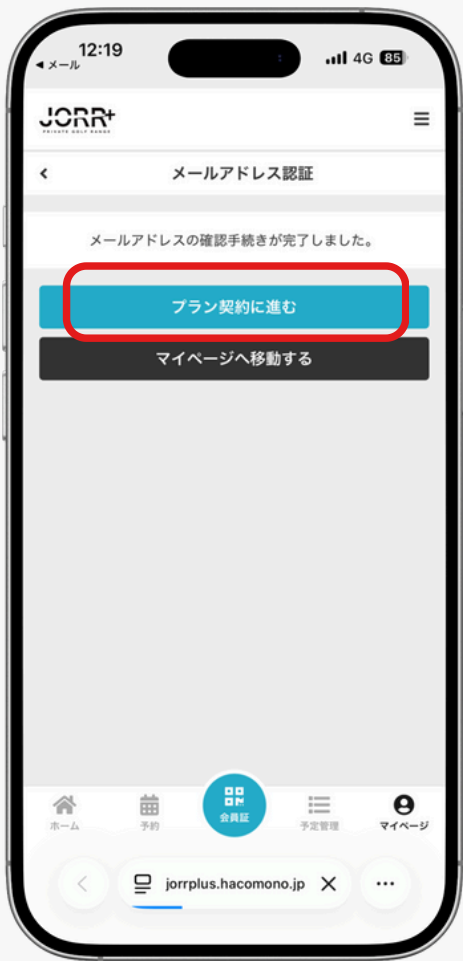 12:19
◀ メール
4G 85
JORR+
PRIVATE GOLF RANGE
メールアドレス認証
メールアドレスの確認手続きが完了しました。
プラン契約に進む
マイページへ移動する
ホーム
予約
会員証
予定管理
マイページ
jorrplus.hacomono.jp